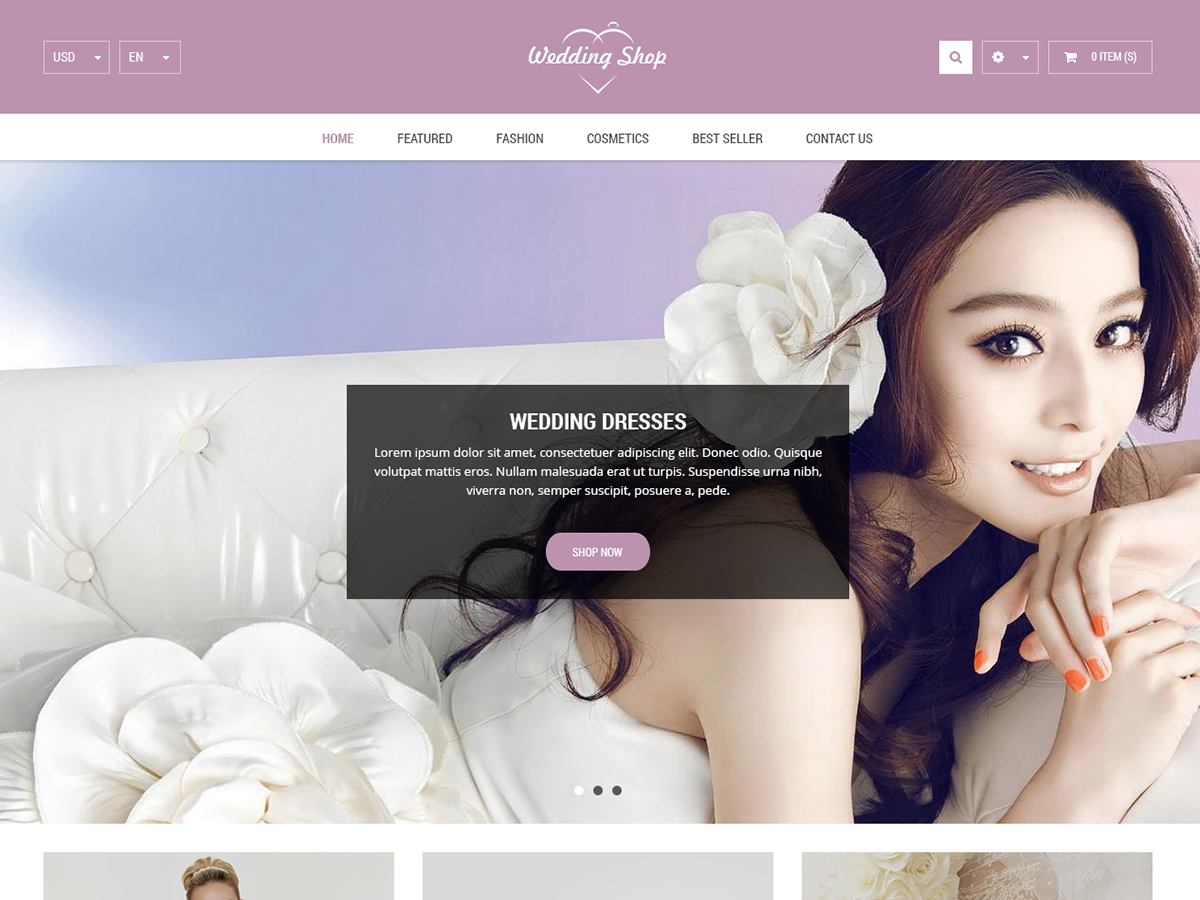 USD
EN
Wedding Shop
0 ITEM (S)
HOME
FEATURED
FASHION
COSMETICS
BEST SELLER
CONTACT US
WEDDING DRESSES
Lorem ipsum dolor sit amet, consectetuer adipiscing elit. Donec odio. Quisque
volutpat mattis eros. Nullam malesuada erat ut turpis. Suspendisse urna nibh,
viverra non, semper suscipit, posuere a, pede.
SHOP NOW